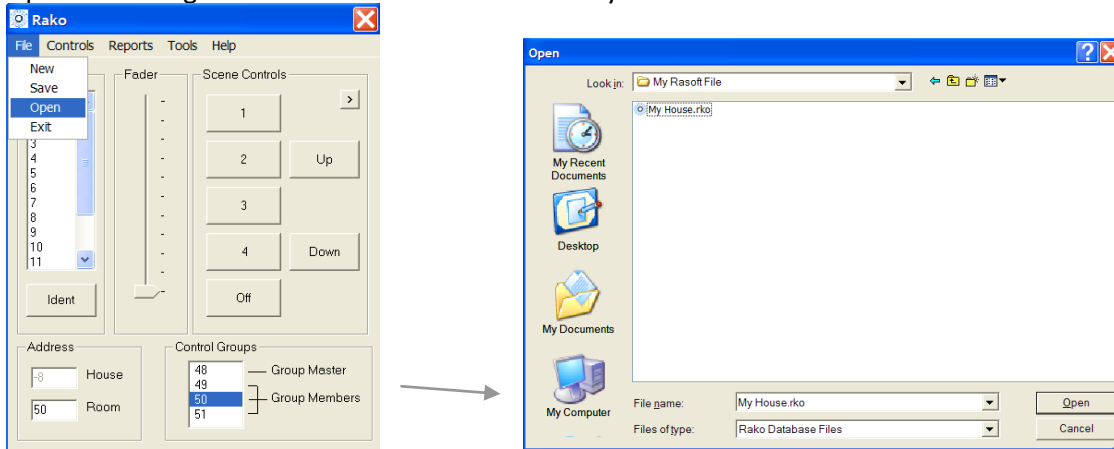 Rako
File Controls Reports Tools Help
New
Save
Open
Exit
Fader
Scene Controls
>
1
2
Up
3
4
Down
Off
3
4
5
6
7
8
9
10
11
Ident
Address
-8 House
50 Room
Control Groups
48
49
50
51
Group Master
Group Members
Open
Look in: My Rasoft File
My House.rko
My Recent
Documents
Desktop
My Documents
My Computer
File name: My House.rko
Open
Files of type: Rako Database Files
Cancel